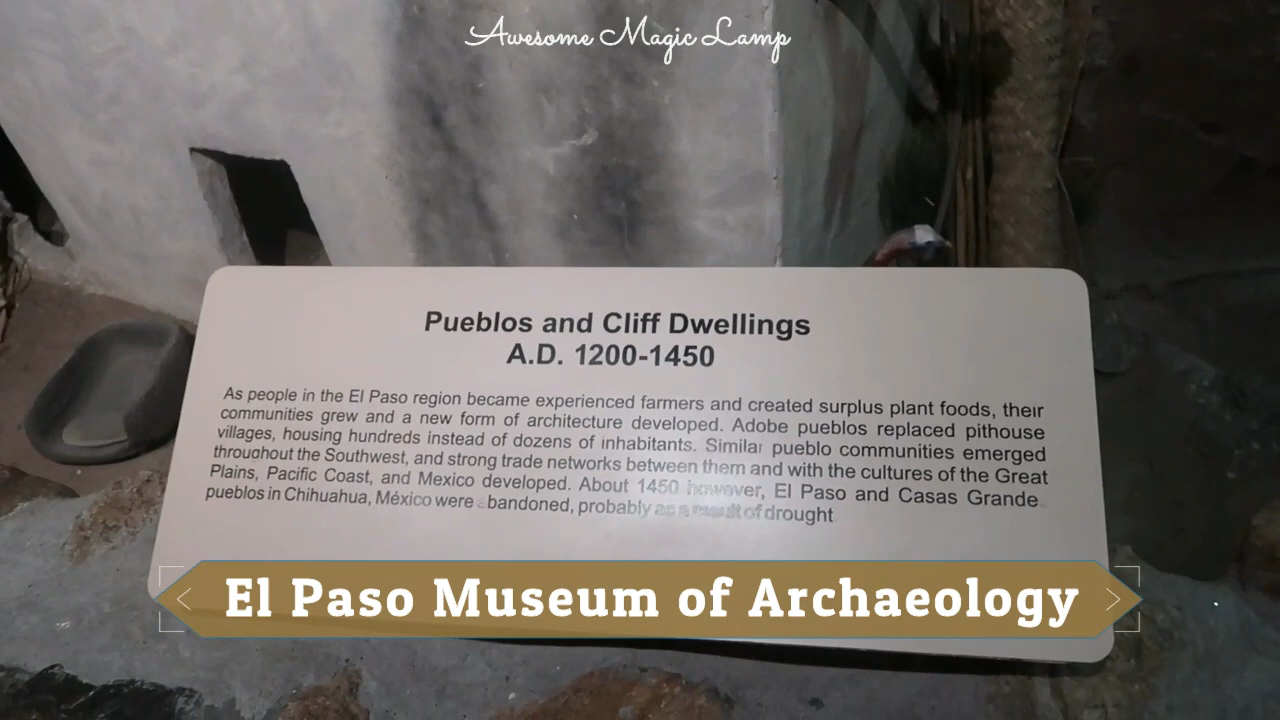 Awesome Magic Lamp
Pueblos and Cliff Dwellings
A.D. 1200-1450
As people in the El Paso region became experienced farmers and created surplus plant foods, their
communities grew and a new form of architecture developed. Adobe pueblos replaced pithouse
villages, housing hundreds instead of dozens of inhabitants. Similar pueblo communities emerged
throughout the Southwest, and strong trade networks between them and with the cultures of the Great
Plains, Pacific Coast, and Mexico developed. About 1450 however, El Paso and Casas Grande
pueblos in Chihuahua, México were abandoned, probably as a result of drought
El Paso Museum of Archaeology